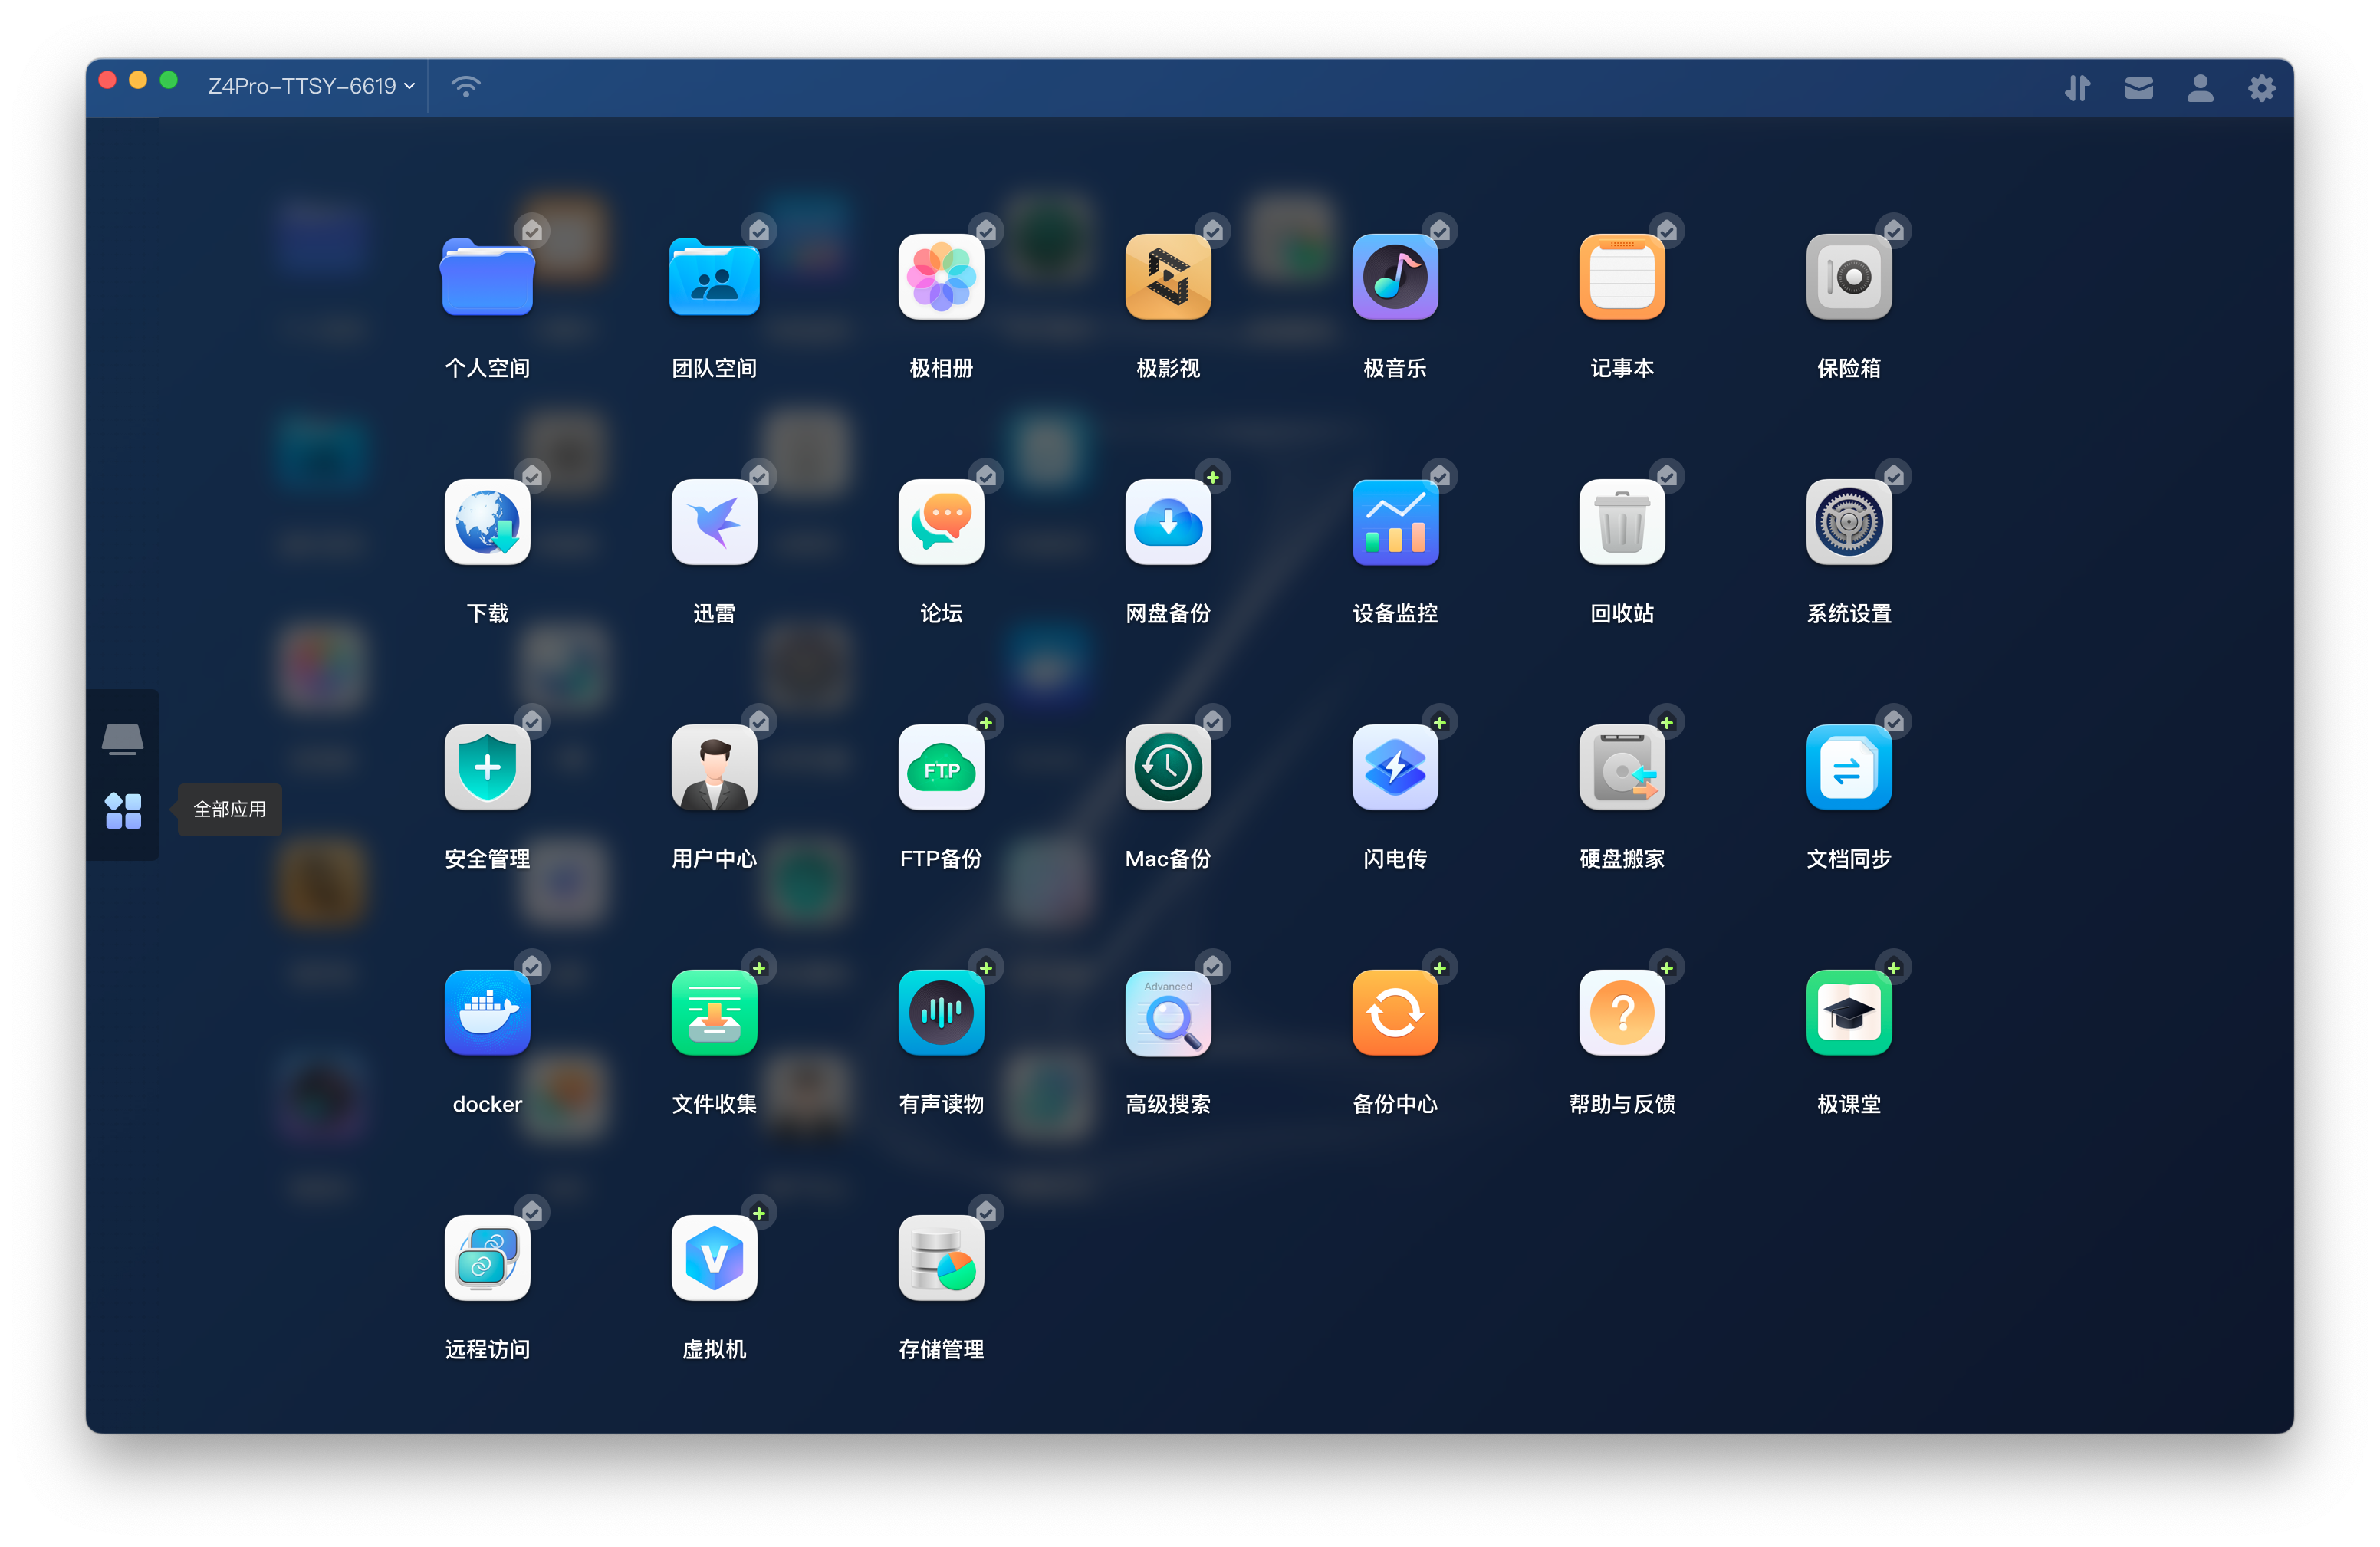 Z4Pro-TTSY-6619
个人空间
团队空间
极相册
极影视
极音乐
记事本
保险箱
下载
迅雷
论坛
网盘备份
设备监控
回收站
系统设置
全部应用
FTP
安全管理
用户中心
FTP备份
Mac备份
闪电传
硬盘搬家
文档同步
Advanced
docker
文件收集
有声读物
高级搜索
备份中心
帮助与反馈
极课堂
V
远程访问
虚拟机
存储管理